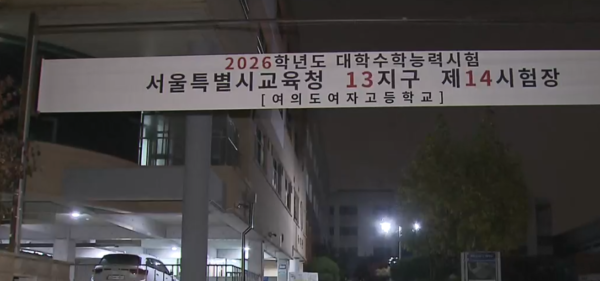 2026학년도 대학수학능력시험
서울특별시교육청 13지구 제14시험장
[여의도여자고등학교]